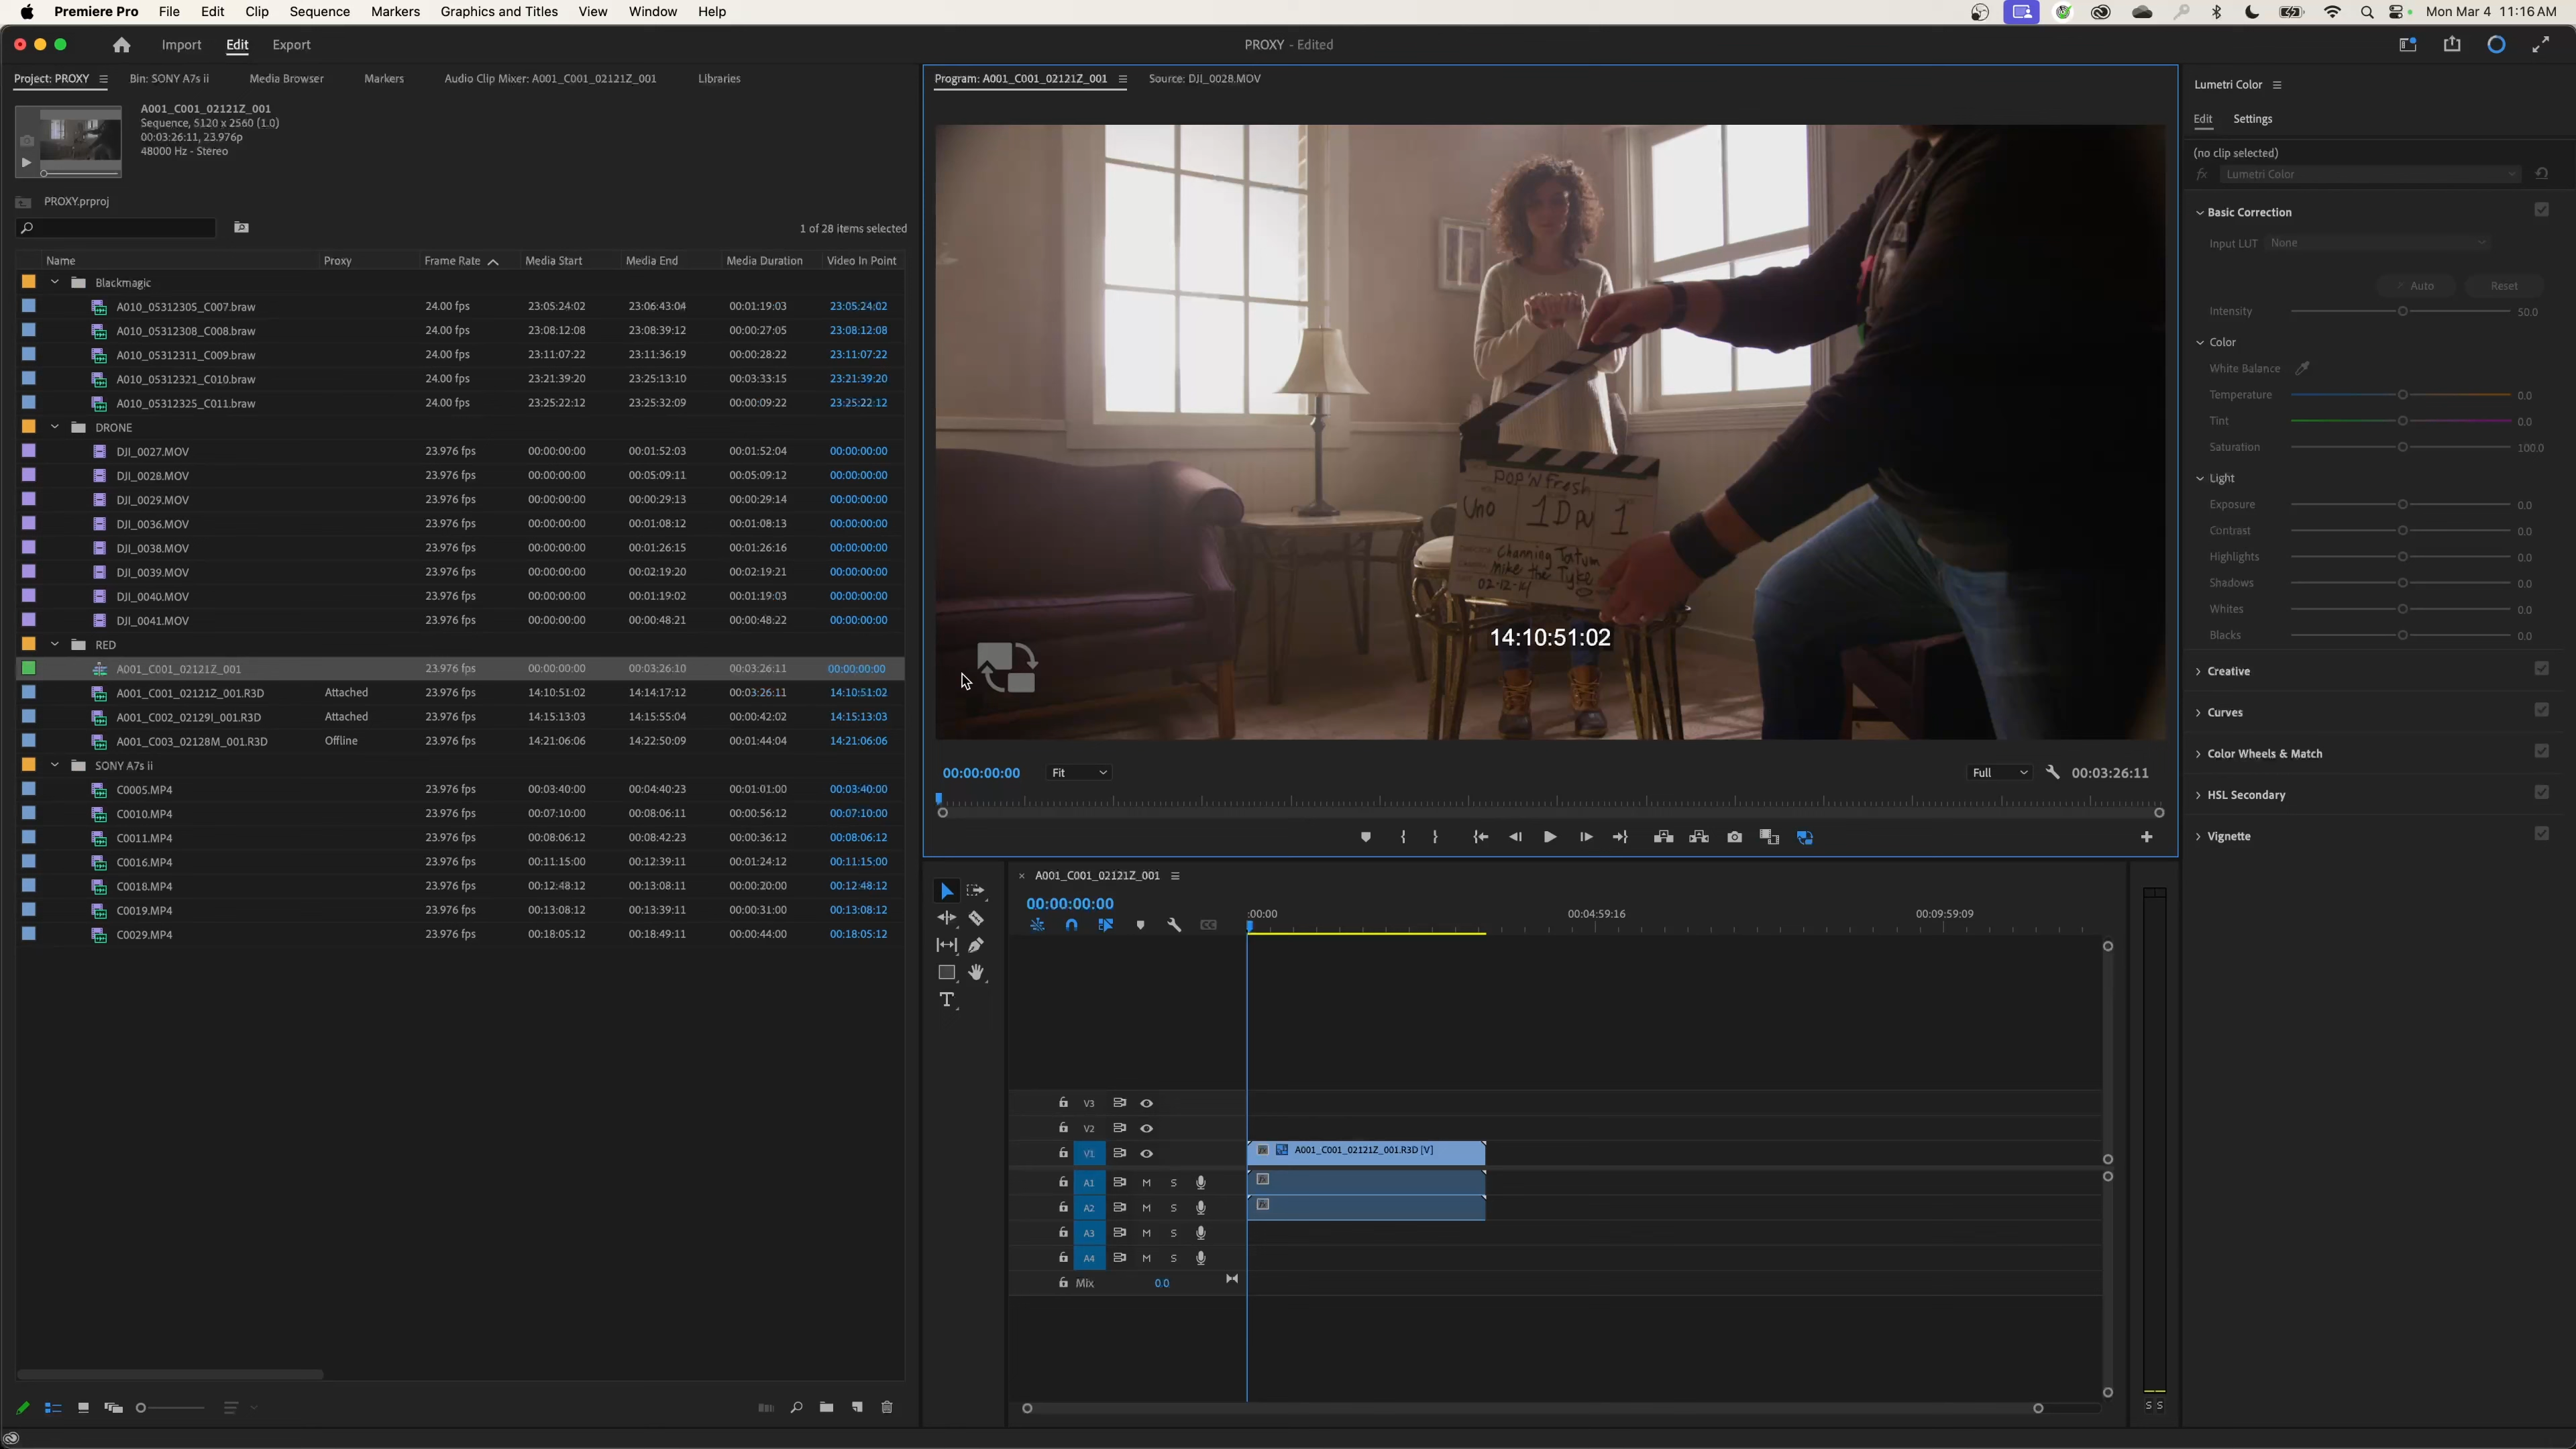 Premiere Pro File Edit Clip Sequence Markers Graphics and Titles View Window Help Mon Mar 4 11:16 AM
Import Edit Export PROXY - Edited
Project: PROXY Bin: SONY A7s ii Media Browser Markers Audio Clip Mixer: A001_C001_02121Z_001 Libraries
A001_C001_02121Z_001
Sequence, 5120 x 2560 (1.0)
00:03:26:11, 23.976p
48000 Hz - Stereo
PROXY.prproj
1 of 28 items selected
Name Proxy Frame Rate Media Start Media End Media Duration Video In Point
Blackmagic
A010_05312305_C007.braw 24.00 fps 23:05:24:02 23:06:43:04 00:01:19:03 23:05:24:02
A010_05312308_C008.braw 24.00 fps 23:08:12:08 23:08:39:12 00:00:27:05 23:08:12:08
A010_05312311_C009.braw 24.00 fps 23:11:07:22 23:11:36:19 00:00:28:22 23:11:07:22
A010_05312321_C010.braw 24.00 fps 23:21:39:20 23:25:13:10 00:03:33:15 23:21:39:20
A010_05312325_C011.braw 24.00 fps 23:25:22:12 23:25:32:09 00:00:09:22 23:25:22:12
DRONE
DJI_0027.MOV 23.976 fps 00:00:00:00 00:01:52:03 00:01:52:04 00:00:00:00
DJI_0028.MOV 23.976 fps 00:00:00:00 00:05:09:11 00:05:09:12 00:00:00:00
DJI_0029.MOV 23.976 fps 00:00:00:00 00:00:29:13 00:00:29:14 00:00:00:00
DJI_0036.MOV 23.976 fps 00:00:00:00 00:01:08:12 00:01:08:13 00:00:00:00
DJI_0038.MOV 23.976 fps 00:00:00:00 00:01:26:15 00:01:26:16 00:00:00:00
DJI_0039.MOV 23.976 fps 00:00:00:00 00:02:19:20 00:02:19:21 00:00:00:00
DJI_0040.MOV 23.976 fps 00:00:00:00 00:01:19:02 00:01:19:03 00:00:00:00
DJI_0041.MOV 23.976 fps 00:00:00:00 00:00:48:21 00:00:48:22 00:00:00:00
RED
A001_C001_02121Z_001 23.976 fps 00:00:00:00 00:03:26:10 00:03:26:11 00:00:00:00
A001_C001_02121Z_001.R3D Attached 23.976 fps 14:10:51:02 14:14:17:12 00:03:26:11 14:10:51:02
A001_C002_02129I_001.R3D Attached 23.976 fps 14:15:13:03 14:15:55:04 00:00:42:02 14:15:13:03
A001_C003_02128M_001.R3D Offline 23.976 fps 14:21:06:06 14:22:50:09 00:01:44:04 14:21:06:06
SONY A7s ii
C0005.MP4 23.976 fps 00:03:40:00 00:04:40:23 00:01:01:00 00:03:40:00
C0010.MP4 23.976 fps 00:07:10:00 00:08:06:11 00:00:56:12 00:07:10:00
C0011.MP4 23.976 fps 00:08:06:12 00:08:42:23 00:00:36:12 00:08:06:12
C0016.MP4 23.976 fps 00:11:15:00 00:12:39:11 00:01:24:12 00:11:15:00
C0018.MP4 23.976 fps 00:12:48:12 00:13:08:11 00:00:20:00 00:12:48:12
C0019.MP4 23.976 fps 00:13:08:12 00:13:39:11 00:00:31:00 00:13:08:12
C0029.MP4 23.976 fps 00:18:05:12 00:18:49:11 00:00:44:00 00:18:05:12
Program: A001_C001_02121Z_001 Source: DJI_0028.MOV
POP 'N Fresh
Uno 1D PU 1
Channing Txtum
Mike the Tyke
14:10:51:02
00:00:00:00 Fit Full 00:03:26:11
A001_C001_02121Z_001
00:00:00:00
:00:00 00:04:59:16 00:09:59:09
CC
V3
V2
V1 A001_C001_02121Z_001.R3D [V]
A1 M S
A2 M S
A3 M S
A4 M S
Mix 0.0
S S
Lumetri Color
Edit Settings
(no clip selected)
fx Lumetri Color
Basic Correction
Input LUT None
Auto Reset
Intensity 50.0
Color
White Balance
Temperature 0.0
Tint 0.0
Saturation 100.0
Light
Exposure 0.0
Contrast 0.0
Highlights 0.0
Shadows 0.0
Whites 0.0
Blacks 0.0
Creative
Curves
Color Wheels & Match
HSL Secondary
Vignette